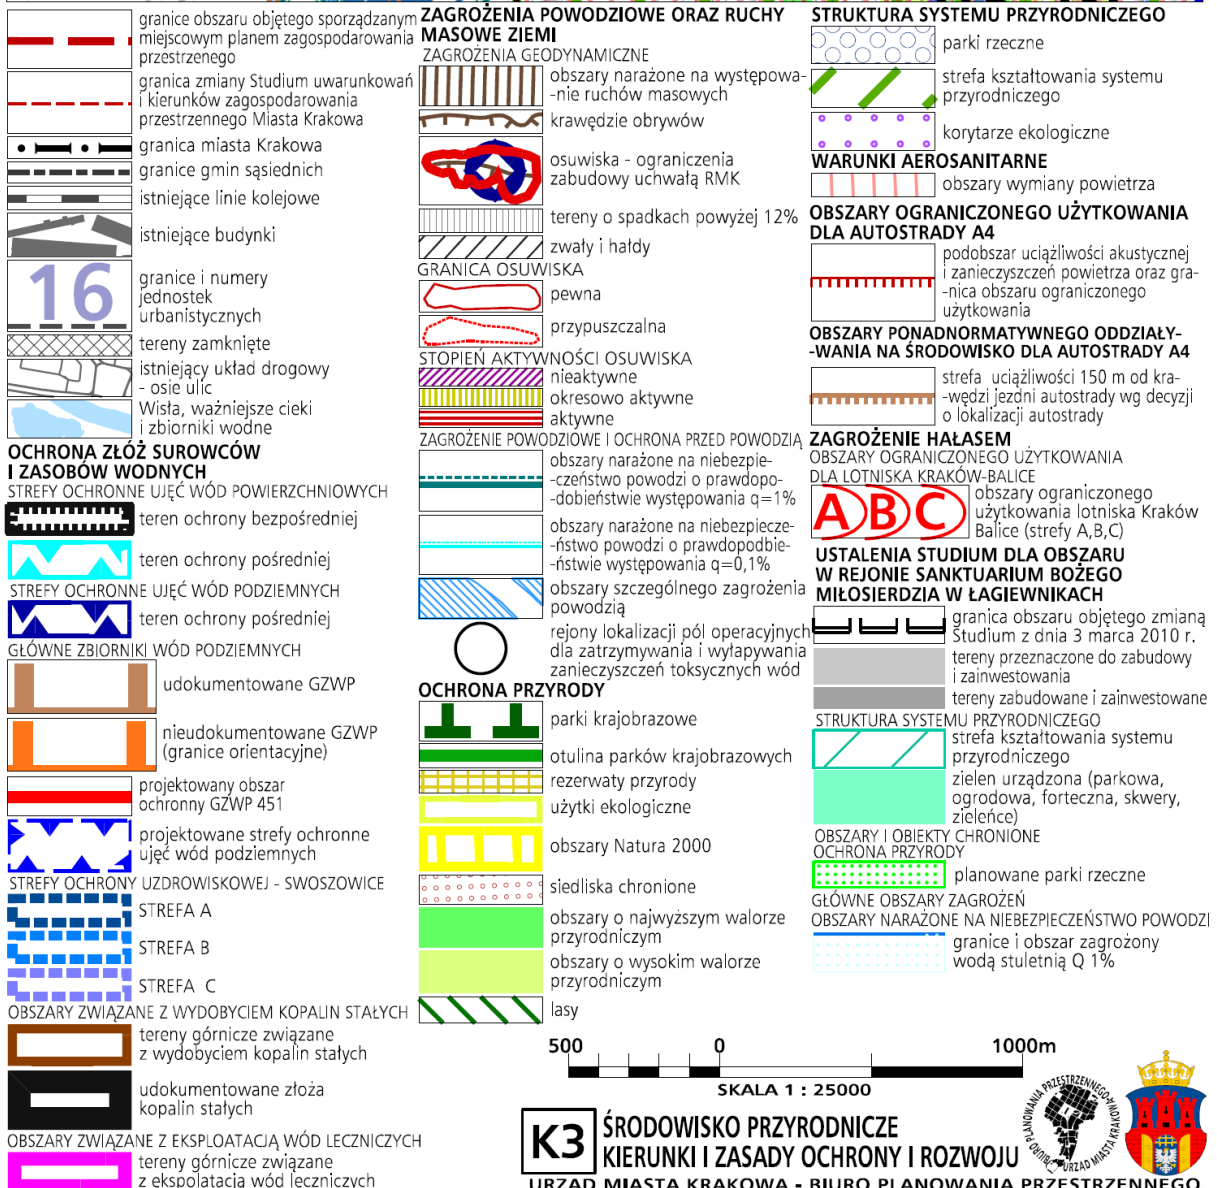 granice obszaru objętego sporządzanym
miejscowym planem zagospodarowania
przestrzenego
granica zmiany Studium uwarunkowań
i kierunków zagospodarowania
przestrzennego Miasta Krakowa
granica miasta Krakowa
granice gmin sąsiednich
istniejące linie kolejowe
istniejące budynki
16
granice i numery
jednostek
urbanistycznych
tereny zamknięte
istniejący układ drogowy
- osie ulic
Wisła, ważniejsze cieki
i zbiorniki wodne
OCHRONA ZŁÓŻ SUROWCÓW
I ZASOBÓW WODNYCH
STREFY OCHRONNE UJĘĆ WÓD POWIERZCHNIOWYCH
teren ochrony bezpośredniej
teren ochrony pośredniej
STREFY OCHRONNE UJĘĆ WÓD PODZIEMNYCH
teren ochrony pośredniej
GŁÓWNE ZBIORNIKI WÓD PODZIEMNYCH
udokumentowane GZWP
nieudokumentowane GZWP
(granice orientacyjne)
projektowany obszar
ochronny GZWP 451
projektowane strefy ochronne
ujęć wód podziemnych
STREFY OCHRONY UZDROWISKOWEJ - SWOSZOWICE
STREFA A
STREFA B
STREFA C
OBSZARY ZWIĄZANE Z WYDOBYCIEM KOPALIN STAŁYCH
tereny górnicze związane
z wydobyciem kopalin stałych
udokumentowane złoża
kopalin stałych
OBSZARY ZWIĄZANE Z EKSPLOATACJĄ WÓD LECZNICZYCH
tereny górnicze związane
z ekspolatacją wód leczniczych
ZAGROŻENIA POWODZIOWE ORAZ RUCHY
MASOWE ZIEMI
ZAGROŻENIA GEODYNAMICZNE
obszary narażone na występowa-
-nie ruchów masowych
krawędzie obrywów
osuwiska - ograniczenia
zabudowy uchwałą RMK
tereny o spadkach powyżej 12%
zwały i hałdy
GRANICA OSUWISKA
pewna
przypuszczalna
STOPIEŃ AKTYWNOŚCI OSUWISKA
nieaktywne
okresowo aktywne
aktywne
ZAGROŻENIE POWODZIOWE I OCHRONA PRZED POWODZIĄ
obszary narażone na niebezpie-
-czeństwo powodzi o prawdopo-
-dobieństwie występowania q=1%
obszary narażone na niebezpiecze-
-ństwo powodzi o prawdopodbie-
-ństwie występowania q=0,1%
obszary szczególnego zagrożenia
powodzią
rejony lokalizacji pól operacyjnych
dla zatrzymywania i wyłapywania
zanieczyszczeń toksycznych wód
OCHRONA PRZYRODY
parki krajobrazowe
otulina parków krajobrazowych
rezerwaty przyrody
użytki ekologiczne
obszary Natura 2000
siedliska chronione
obszary o najwyższym walorze
przyrodniczym
obszary o wysokim walorze
przyrodniczym
lasy
STRUKTURA SYSTEMU PRZYRODNICZEGO
parki rzeczne
strefa kształtowania systemu
przyrodniczego
korytarze ekologiczne
WARUNKI AEROSANITARNE
obszary wymiany powietrza
OBSZARY OGRANICZONEGO UŻYTKOWANIA
DLA AUTOSTRADY A4
podobszar uciążliwości akustycznej
i zanieczyszczeń powietrza oraz gra-
-nica obszaru ograniczonego
użytkowania
OBSZARY PONADNORMATYWNEGO ODDZIAŁY-
-WANIA NA ŚRODOWISKO DLA AUTOSTRADY A4
strefa uciążliwości 150 m od kra-
-wędzi jezdni autostrady wg decyzji
o lokalizacji autostrady
ZAGROŻENIE HAŁASEM
OBSZARY OGRANICZONEGO UŻYTKOWANIA
DLA LOTNISKA KRAKÓW-BALICE
A B C
obszary ograniczonego
użytkowania lotniska Kraków
Balice (strefy A,B,C)
USTALENIA STUDIUM DLA OBSZARU
W REJONIE SANKTUARIUM BOŻEGO
MIŁOSIERDZIA W ŁAGIEWNIKACH
granica obszaru objętego zmianą
Studium z dnia 3 marca 2010 r.
tereny przeznaczone do zabudowy
i zainwestowania
tereny zabudowane i zainwestowane
STRUKTURA SYSTEMU PRZYRODNICZEGO
strefa kształtowania systemu
przyrodniczego
zielen urządzona (parkowa,
ogrodowa, forteczna, skwery,
zieleńce)
OBSZARY I OBIEKTY CHRONIONE
OCHRONA PRZYRODY
planowane parki rzeczne
GŁÓWNE OBSZARY ZAGROŻEŃ
OBSZARY NARAŻONE NA NIEBEZPIECZEŃSTWO POWODZI
granice i obszar zagrożony
wodą stuletnią Q 1%
500 0 1000m
SKALA 1 : 25000
K3
ŚRODOWISKO PRZYRODNICZE
KIERUNKI I ZASADY OCHRONY I ROZWOJU
BIURO PLANOWANIA PRZESTRZENNEGO
URZĄD MIASTA KRAKOWA
URZĄD MIASTA KRAKOWA - BIURO PLANOWANIA PRZESTRZENNEGO